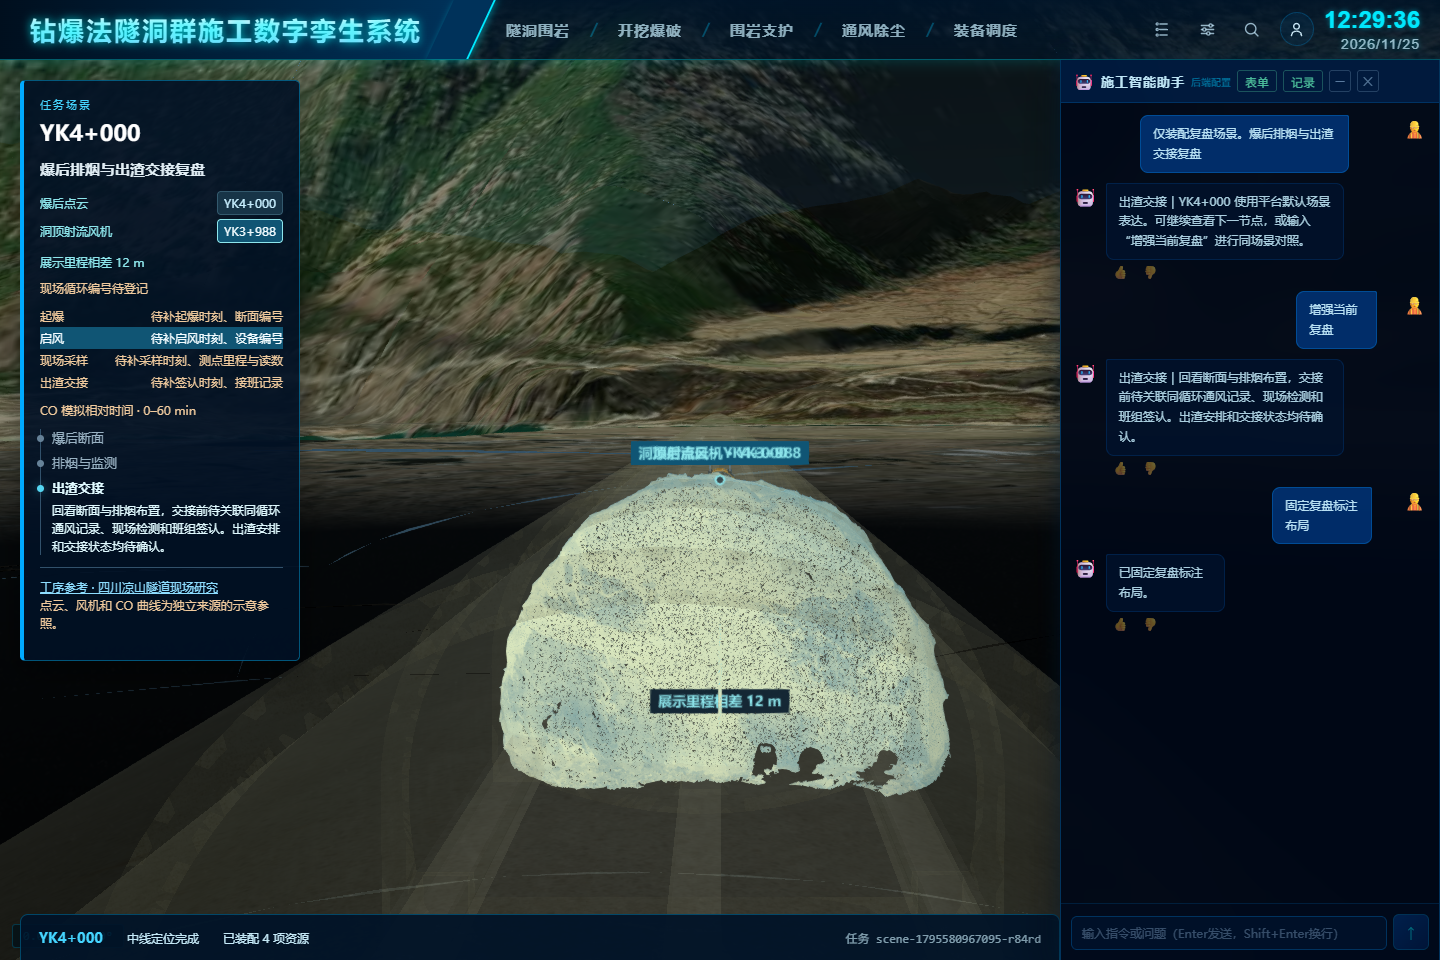 钻爆法隧洞群施工数字孪生系统
隧洞围岩 / 开挖爆破 / 围岩支护 / 通风除尘 / 装备调度
12:29:36
2026/11/25
任务场景
YK4+000
爆后排烟与出渣交接复盘
爆后点云 YK4+000
洞顶射流风机 YK3+988
展示里程相差 12 m
现场循环编号待登记
起爆 待补起爆时刻、断面编号
启风 待补启风时刻、设备编号
现场采样 待补采样时刻、测点里程与读数
出渣交接 待补签认时刻、接班记录
CO 模拟相对时间 · 0–60 min
爆后断面
排烟与监测
出渣交接
回看断面与排烟布置，交接前待关联同循环
通风记录、现场检测和班组签认。出渣安排
和交接状态均待确认。
工序参考 · 四川凉山隧道现场研究
点云、风机和 CO 曲线为独立来源的示意参
照。
展示里程相差 12 m
YK4+000 中线定位完成 已装配 4 项资源
任务 scene-1795580967095-r84rd
施工智能助手 后端配置 表单 记录
仅装配复盘场景。爆后排烟与出渣
交接复盘
出渣交接 | YK4+000 使用平台默认场景
表达。可继续查看下一节点，或输入
“增强当前复盘”进行同场景对照。
增强当前
复盘
出渣交接 | 回看断面与排烟布置，交接
前待关联同循环通风记录、现场检测和
班组签认。出渣安排和交接状态均待确
认。
固定复盘标注
布局
已固定复盘标注
布局。
输入指令或问题（Enter发送，Shift+Enter换行）